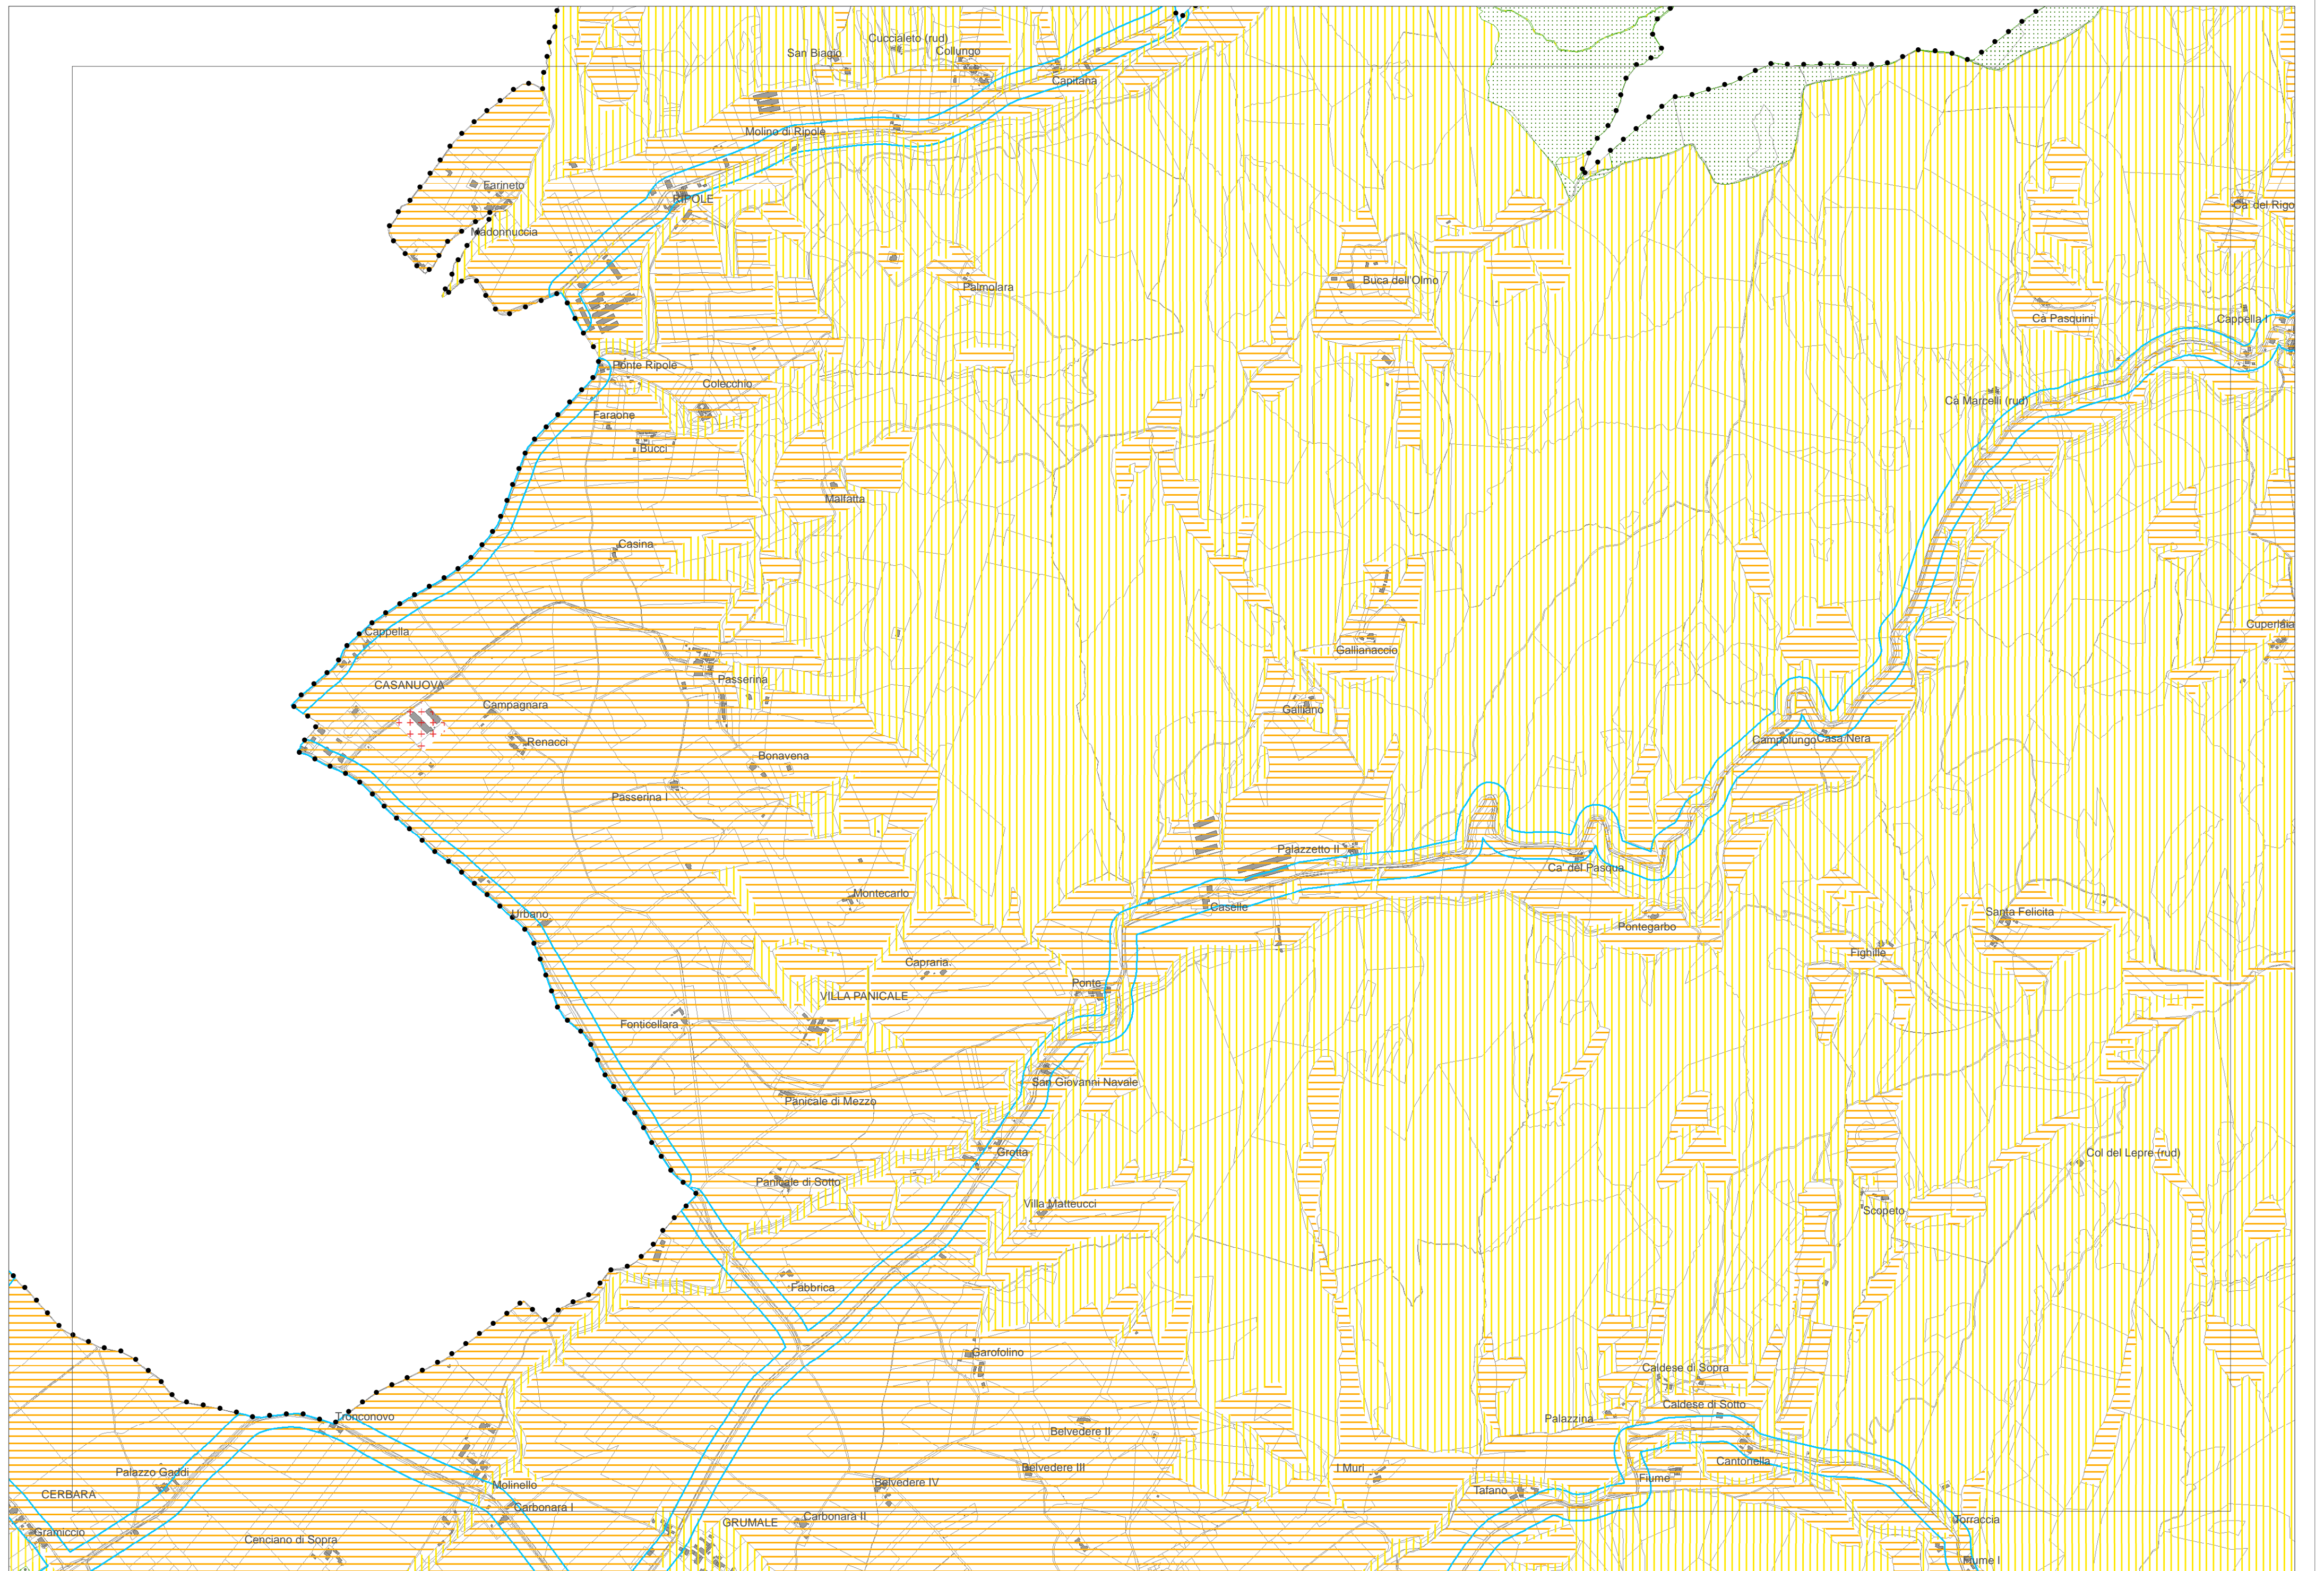 Cuccialeto (rud)
San Biagio
Collungo
Capitana
Molino di Ripole
Farineto
RIPOLE
Madonnuccia
Ca' del Rigo
Buca dell'Olmo
Palmolara
Cà Pasquini
Cappella I
Ponte Ripole
Colecchio
Cà Marcelli (rud)
Faraone
Bucci
Malfatta
Casina
Cappella
Gallianaccio
Passerina
CASANUOVA
Campagnara
Galliano
Renacci
Campolungo
Casa Nera
Bonavena
Passerina I
Palazzetto II
Ca' del Pasqua
Montecarlo
Caselle
Urbano
Santa Felicita
Pontegarbo
Fighille
Capraria
Ponte
VILLA PANICALE
Fonticellara
San Giovanni Navale
Panicale di Mezzo
Grotta
Col del Lepre (rud)
Panicale di Sotto
Villa Matteucci
Scopeto
Fabbrica
Garofolino
Caldese di Sopra
Caldese di Sotto
Tronconovo
Palazzina
Belvedere II
Cantonella
Palazzo Gaddi
Belvedere III
I Muri
Fiume
Molinello
Belvedere IV
Tafano
CERBARA
Carbonara I
Carbonara II
GRUMALE
Torraccia
Gramiccio
Cenciano di Sopra
Fiume I